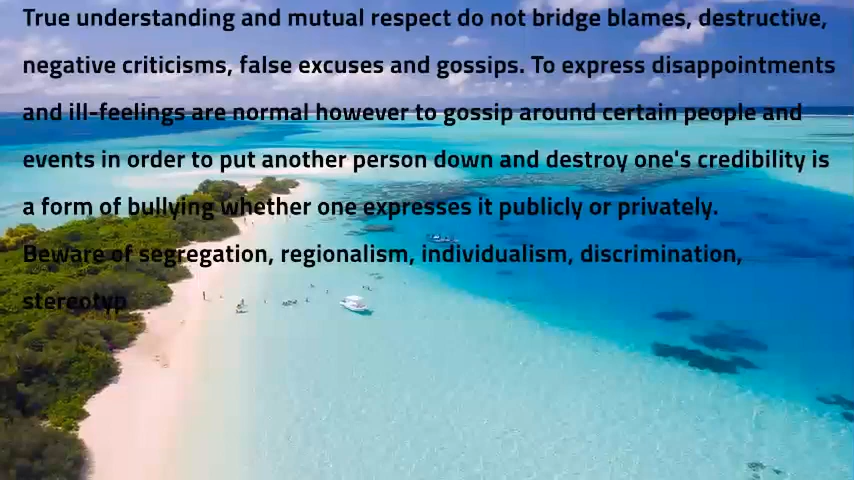 True understanding and mutual respect do not bridge blames, destructive,
negative criticisms, false excuses and gossips. To express disappointments
and ill-feelings are normal however to gossip around certain people and
events in order to put another person down and destroy one's credibility is
a form of bullying whether one expresses it publicly or privately.
Beware of segregation, regionalism, individualism, discrimination,
stereotyp